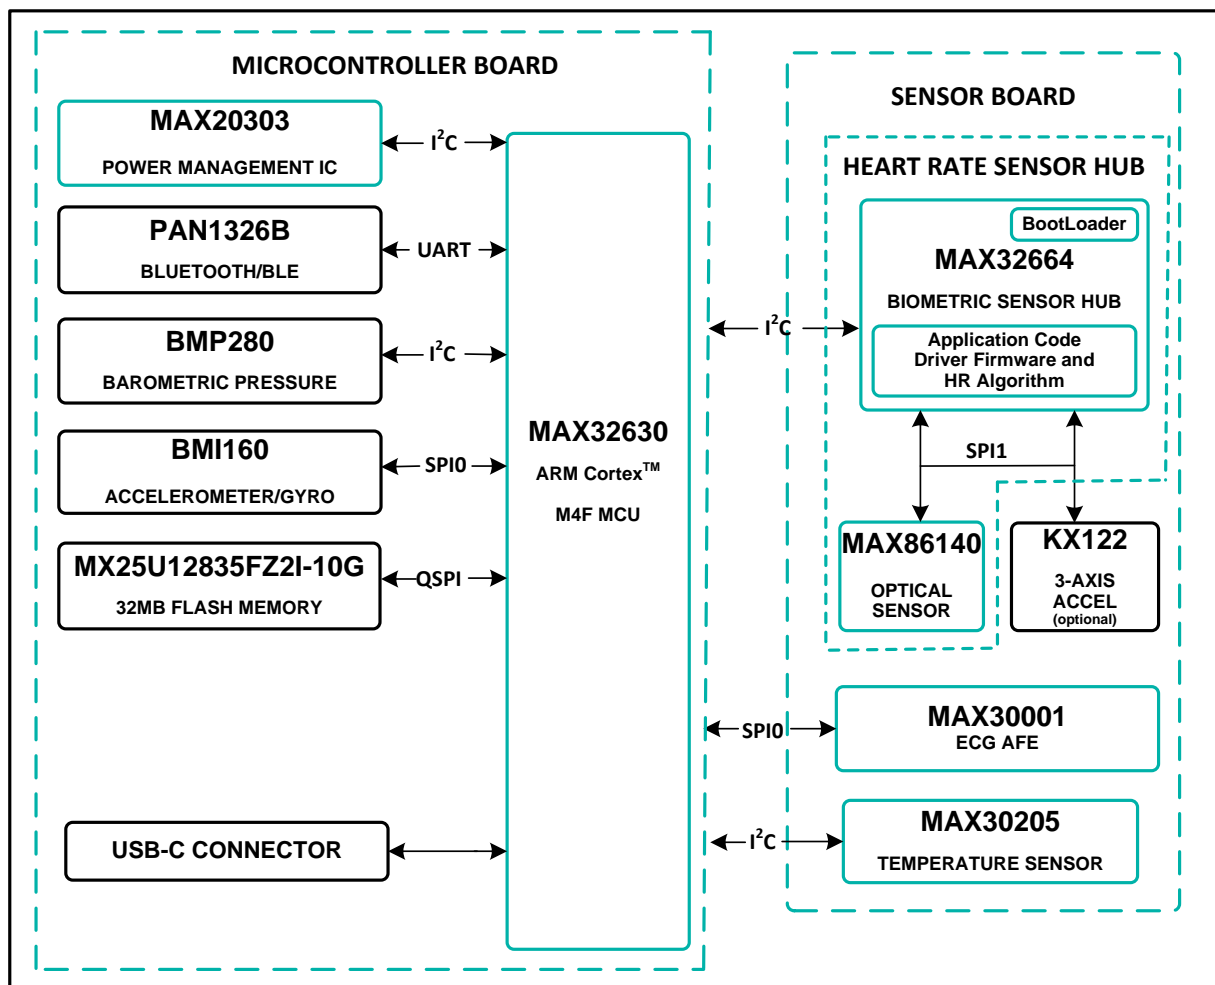 MICROCONTROLLER BOARD
MAX20303
POWER MANAGEMENT IC
I²C
PAN1326B
BLUETOOTH/BLE
UART
BMP280
BAROMETRIC PRESSURE
I²C
BMI160
ACCELEROMETER/GYRO
SPI0
MX25U12835FZ2I-10G
32MB FLASH MEMORY
QSPI
USB-C CONNECTOR
MAX32630
ARM Cortex™
M4F MCU
I²C
SPI0
I²C
SENSOR BOARD
HEART RATE SENSOR HUB
BootLoader
MAX32664
BIOMETRIC SENSOR HUB
Application Code
Driver Firmware and
HR Algorithm
SPI1
MAX86140
OPTICAL
SENSOR
KX122
3-AXIS
ACCEL
(optional)
MAX30001
ECG AFE
MAX30205
TEMPERATURE SENSOR